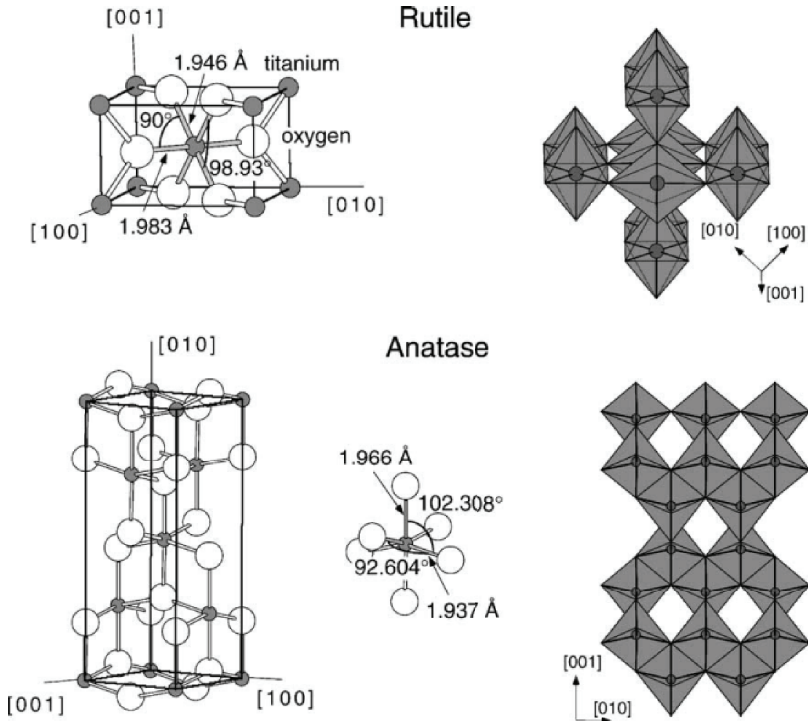 Rutile
[001]
1.946 Å
titanium
90°
oxygen
98.93°
[010]
[100]
1.983 Å
[010]
[100]
[001]
Anatase
[010]
1.966 Å
102.308°
92.604°
1.937 Å
[001]
[100]
[001]
[010]